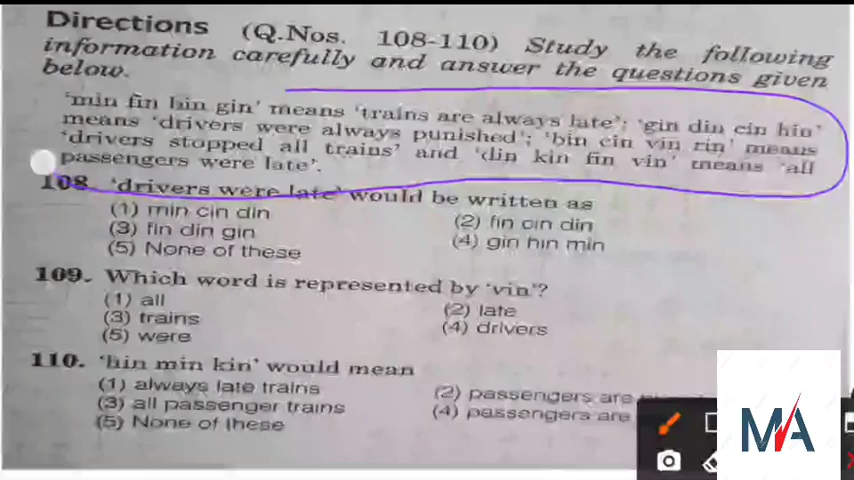 Directions (Q.Nos. 108-110) Study the following
information carefully and answer the questions given
below.
'min fin bin gin' means 'trains are always late'; 'gin din cin hin'
means 'drivers were always punished'; 'bin cin vin rin' means
'drivers stopped all trains' and 'din kin fin vin' means 'all
passengers were late'.
108. 'drivers were late' would be written as
(1) min cin din
(2) fin cin din
(3) fin din gin
(4) gin hin min
(5) None of these
109. Which word is represented by 'vin'?
(1) all
(2) late
(3) trains
(4) drivers
(5) were
110. 'hin min kin' would mean
(1) always late trains
(2) passengers are
(3) all passenger trains
(4) passengers are
(5) None of these
MA